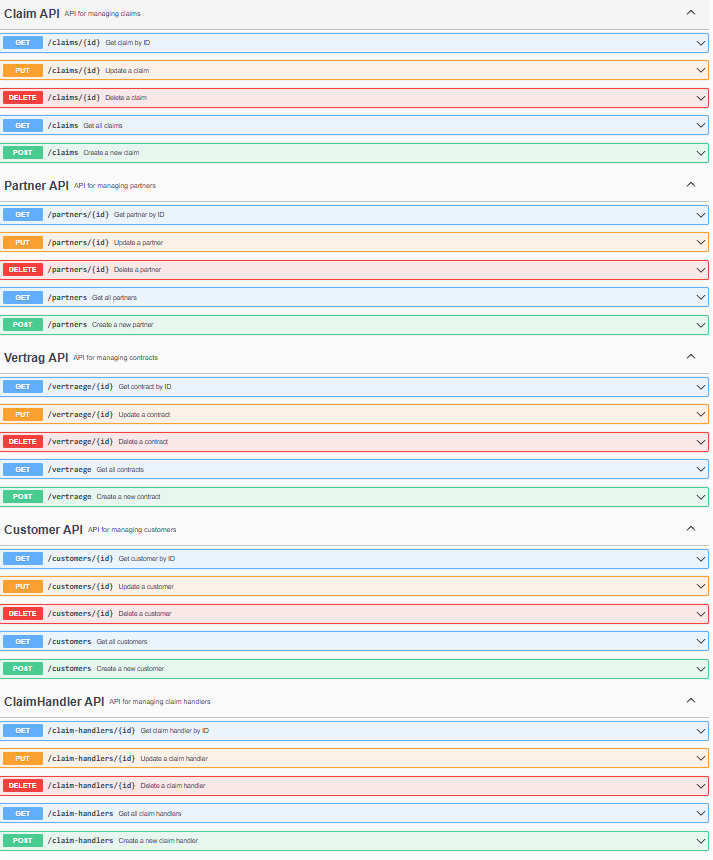 Claim API API for managing claims
GET /claims/{id} Get claim by ID
PUT /claims/{id} Update a claim
DELETE /claims/{id} Delete a claim
GET /claims Get all claims
POST /claims Create a new claim
Partner API API for managing partners
GET /partners/{id} Get partner by ID
PUT /partners/{id} Update a partner
DELETE /partners/{id} Delete a partner
GET /partners Get all partners
POST /partners Create a new partner
Vertrag API API for managing contracts
GET /vertraege/{id} Get contract by ID
PUT /vertraege/{id} Update a contract
DELETE /vertraege/{id} Delete a contract
GET /vertraege Get all contracts
POST /vertraege Create a new contract
Customer API API for managing customers
GET /customers/{id} Get customer by ID
PUT /customers/{id} Update a customer
DELETE /customers/{id} Delete a customer
GET /customers Get all customers
POST /customers Create a new customer
ClaimHandler API API for managing claim handlers
GET /claim-handlers/{id} Get claim handler by ID
PUT /claim-handlers/{id} Update a claim handler
DELETE /claim-handlers/{id} Delete a claim handler
GET /claim-handlers Get all claim handlers
POST /claim-handlers Create a new claim handler